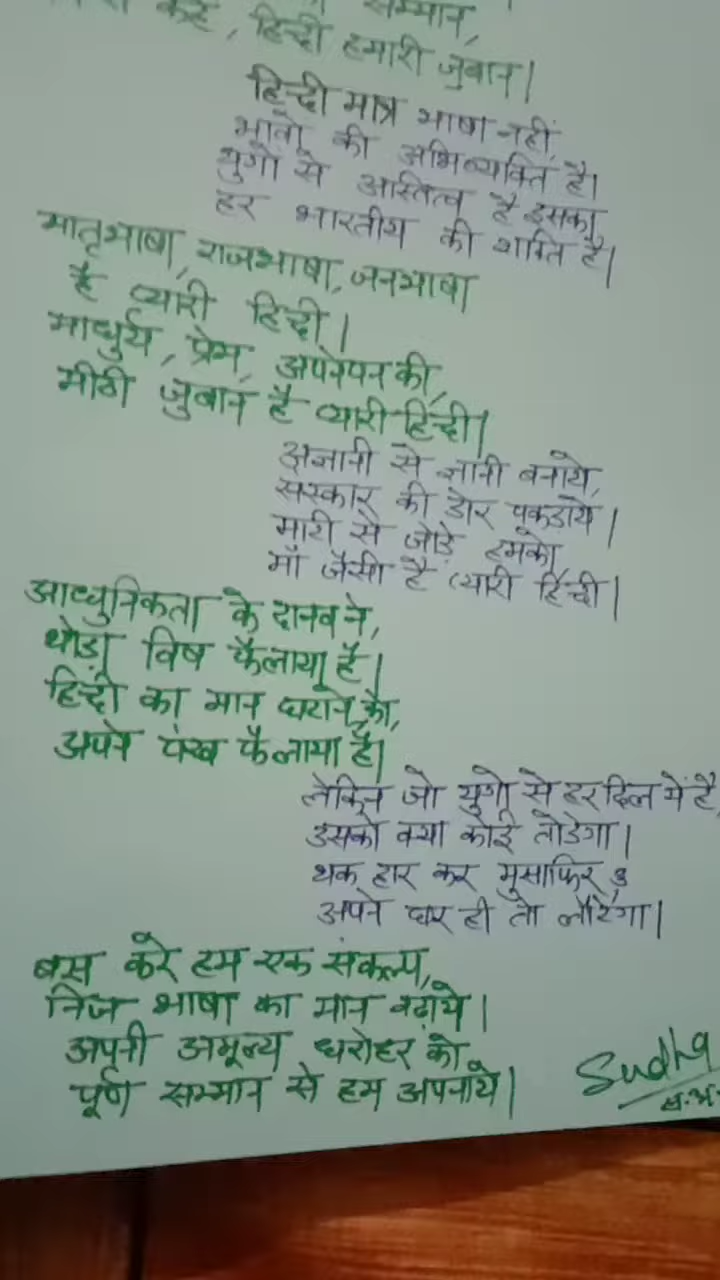 सम्मान,
करे, हिन्दी हमारी जुबान।
हिन्दी मात्र भाषा नहीं,
भावो की अभिव्यक्ति है।
युगो से अस्तित्व है इसका,
हर भारतीय की शक्ति है।
मातृभाषा, राजभाषा, जनभाषा
है प्यारी हिन्दी।
माधुर्य, प्रेम, अपनेपन की,
मीठी जुबान है प्यारी हिन्दी।
अज्ञानी से ज्ञानी बनाये,
संस्कार की डोर पकडाये।
माटी से जोड़े हमको,
माँ जैसी है प्यारी हिन्दी।
आधुनिकता के दानव ने,
थोड़ा विष फैलाया है।
हिन्दी का मान घटाने को,
अपने पंख फैलाया है।
लेकिन जो युगो से हर दिल में है,
उसको क्या कोई तोडेगा।
थक हार कर मुसाफिर
अपने घर ही तो लौटेगा।
बस करे हम एक संकल्प,
निज भाषा का मान बढ़ाये।
अपनी अमूल्य धरोहर को
पूर्ण सम्मान से हम अपनाये।
Sudha
स.अ.